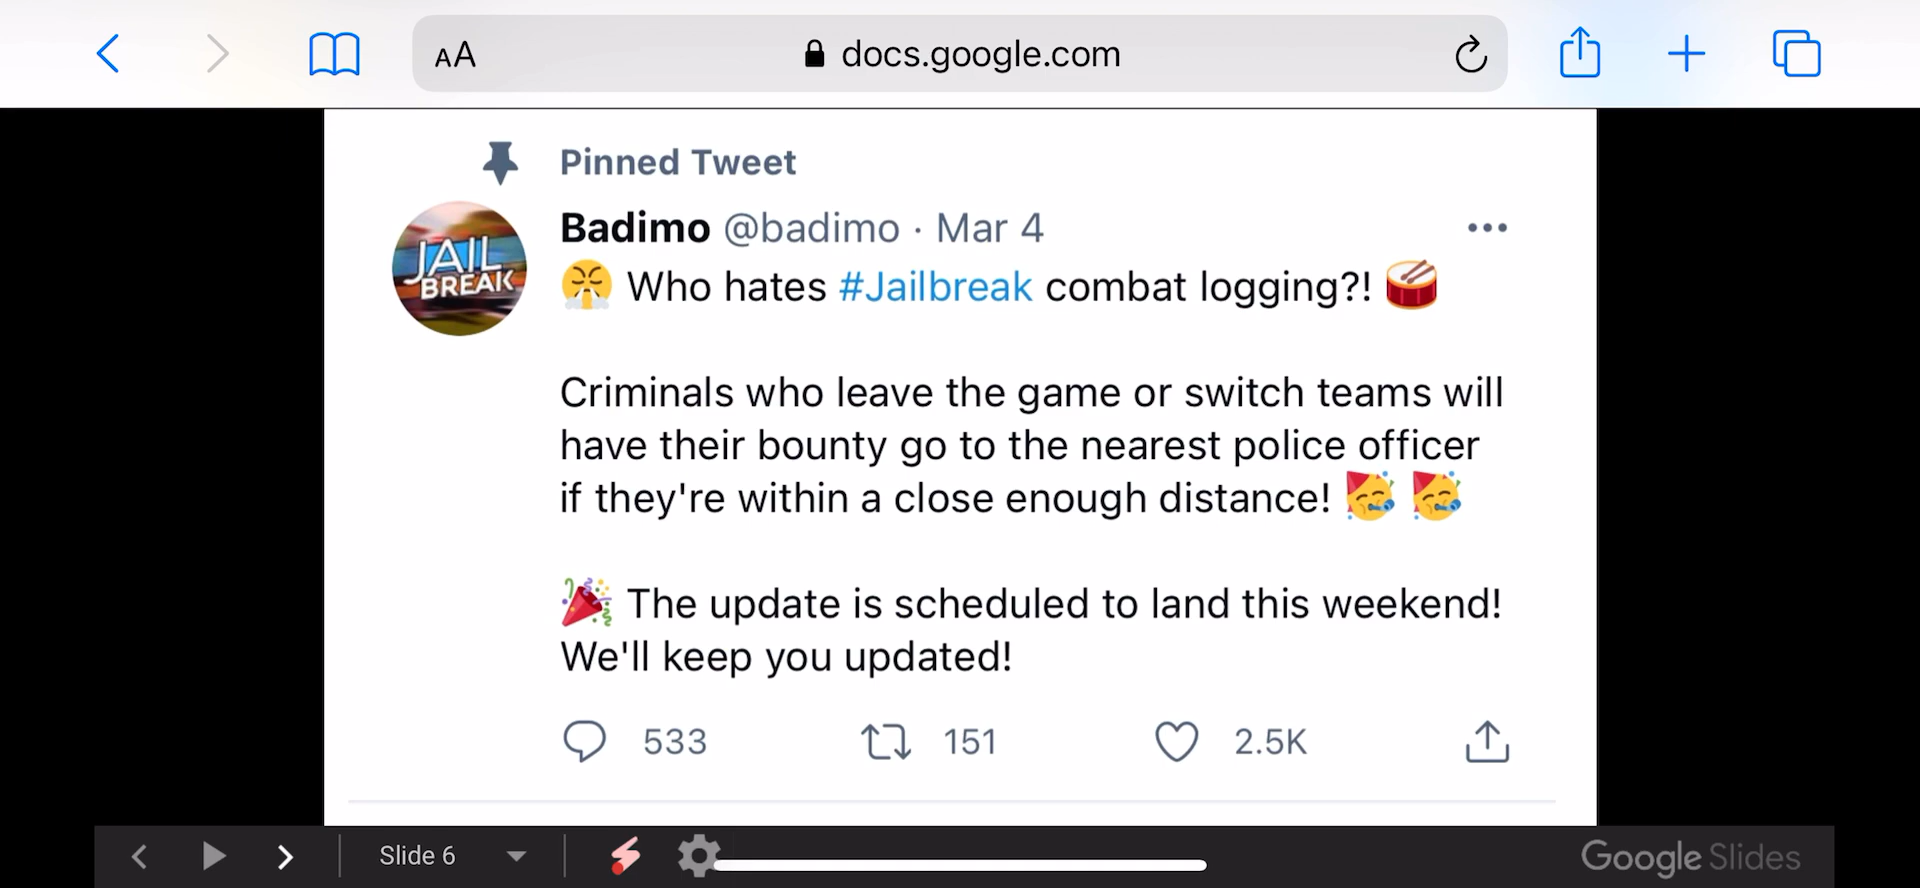 AA docs.google.com
Pinned Tweet
JAIL
BREAK
Badimo @badimo · Mar 4
😤 Who hates #Jailbreak combat logging?! 🥁
Criminals who leave the game or switch teams will
have their bounty go to the nearest police officer
if they're within a close enough distance! 🥳 🥳
🎉 The update is scheduled to land this weekend!
We'll keep you updated!
533 151 2.5K
Slide 6 Google Slides